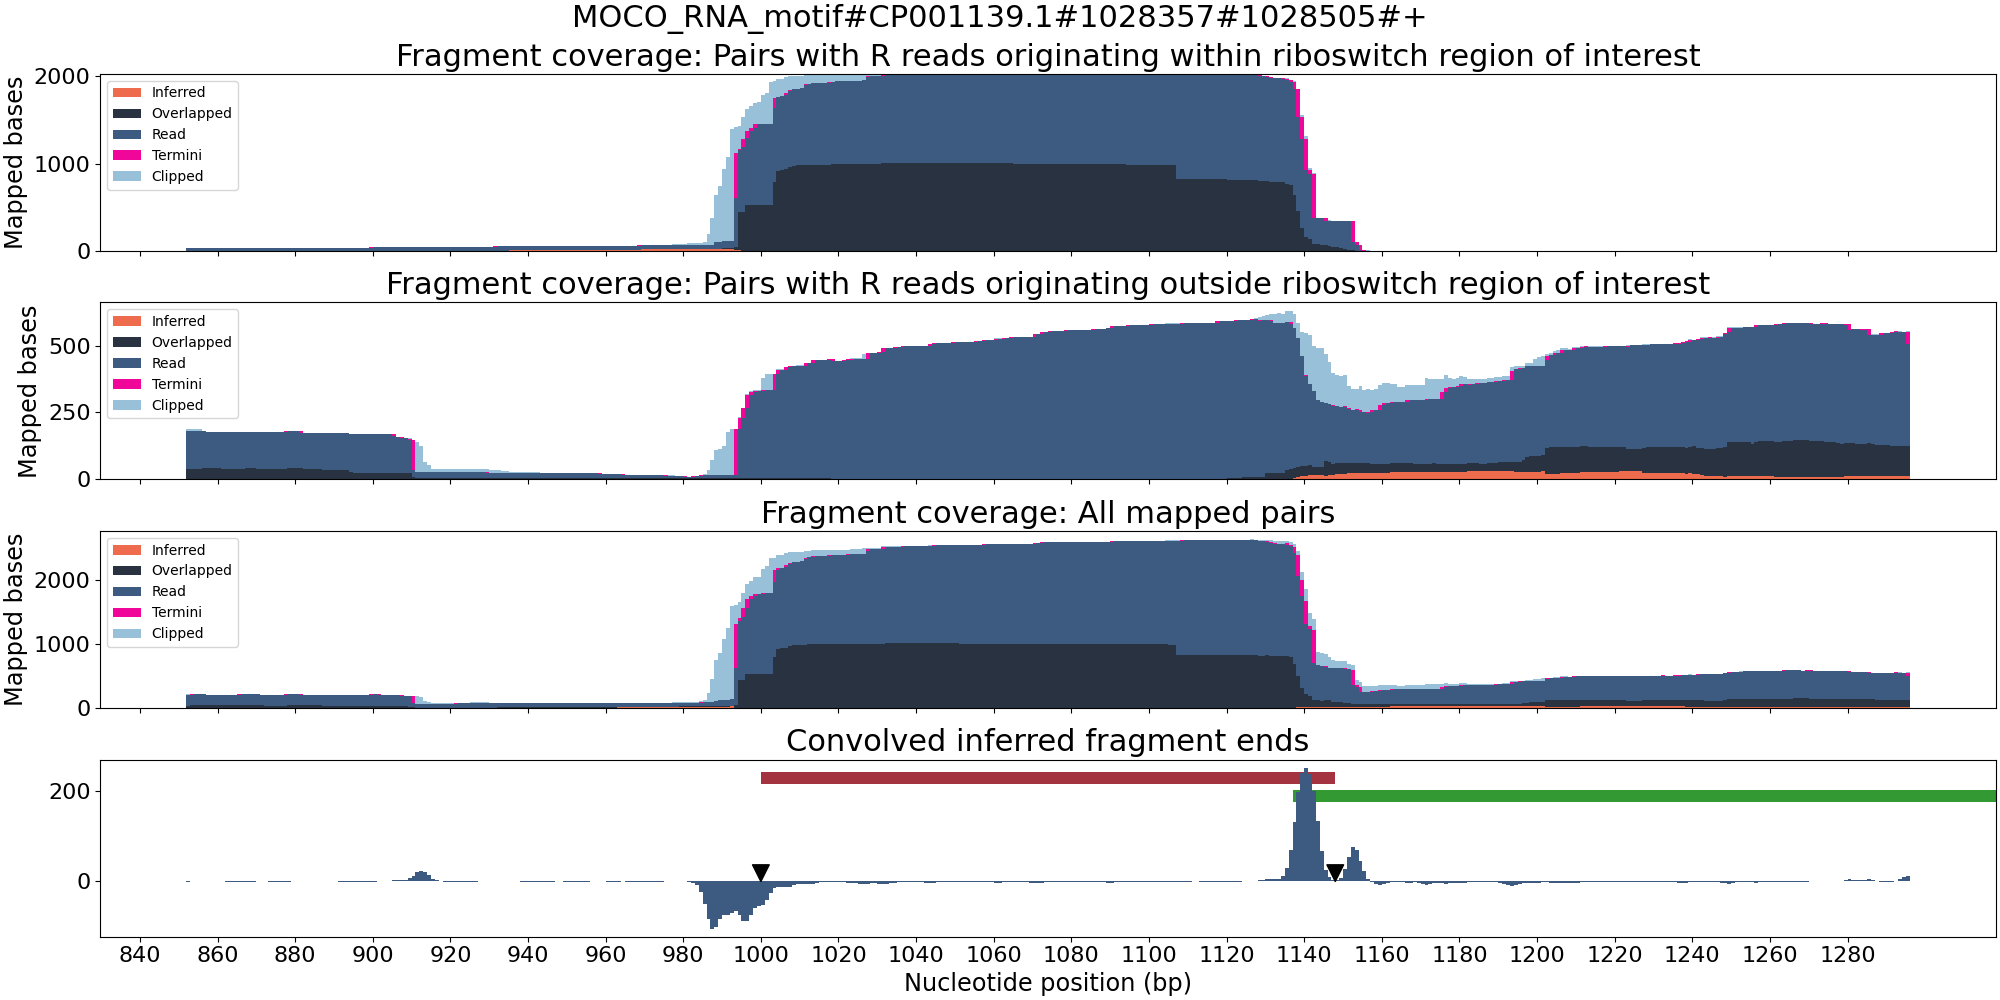 MOCO_RNA_motif#CP001139.1#1028357#1028505#+
Fragment coverage: Pairs with R reads originating within riboswitch region of interest
Mapped bases
2000
1000
0
Inferred
Overlapped
Read
Termini
Clipped
Fragment coverage: Pairs with R reads originating outside riboswitch region of interest
Mapped bases
500
250
0
Inferred
Overlapped
Read
Termini
Clipped
Fragment coverage: All mapped pairs
Mapped bases
2000
1000
0
Inferred
Overlapped
Read
Termini
Clipped
Convolved inferred fragment ends
200
0
840 860 880 900 920 940 960 980 1000 1020 1040 1060 1080 1100 1120 1140 1160 1180 1200 1220 1240 1260 1280
Nucleotide position (bp)